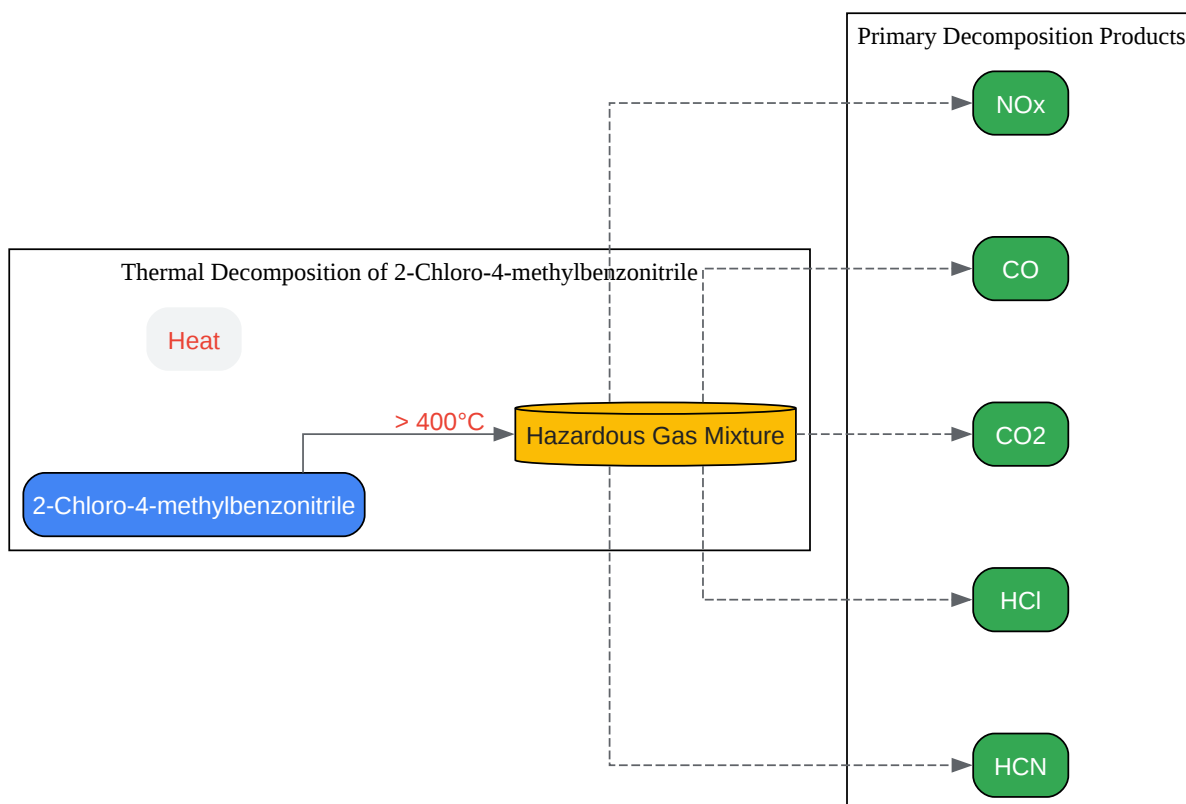 Primary Decomposition Products
NOx
CO
Thermal Decomposition of 2-Chloro-4-methylbenzonitrile
Heat
> 400°C
Hazardous Gas Mixture
CO2
2-Chloro-4-methylbenzonitrile
HCl
HCN